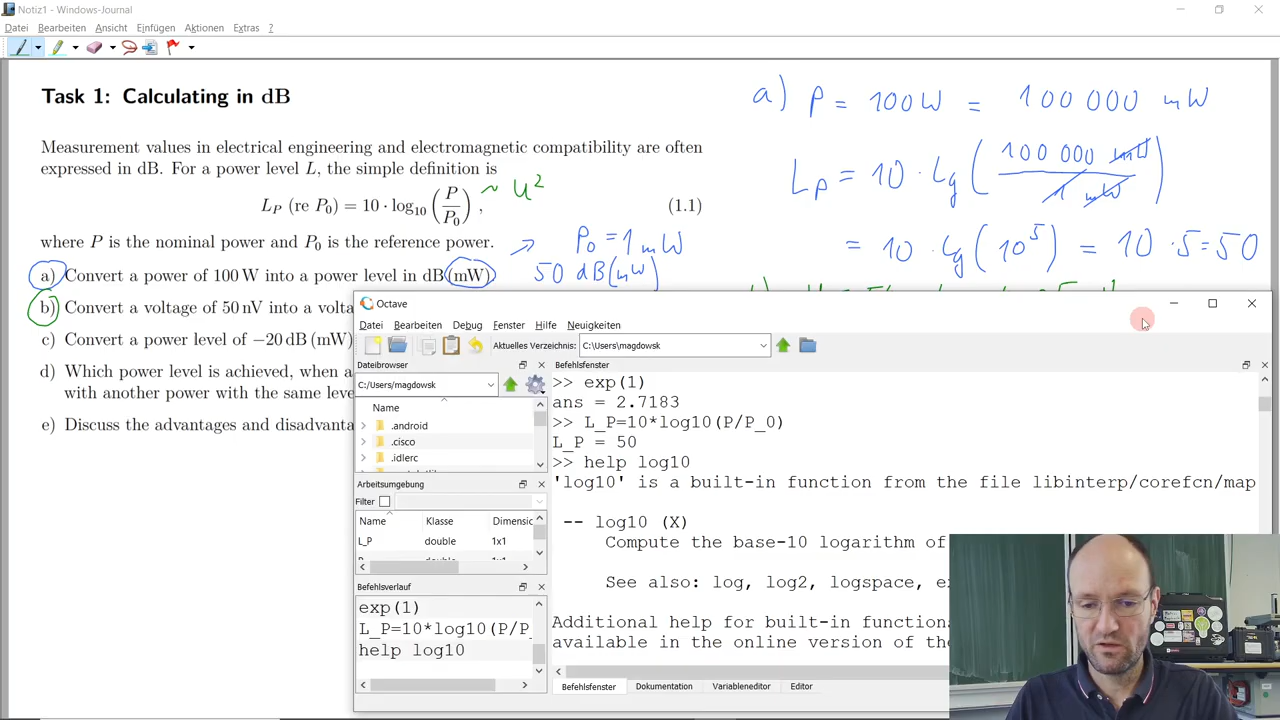 Notiz1 - Windows-Journal
Datei Bearbeiten Ansicht Einfügen Aktionen Extras ?
Task 1: Calculating in dB
Measurement values in electrical engineering and electromagnetic compatibility are often
expressed in dB. For a power level L, the simple definition is
L_P (re P_0) = 10 · log_10 (P/P_0), ~ u² (1.1)
where P is the nominal power and P_0 is the reference power.
a) Convert a power of 100 W into a power level in dB(mW)
b) Convert a voltage of 50 nV into a volta
c) Convert a power level of −20 dB(mW)
d) Which power level is achieved, when a
with another power with the same leve
e) Discuss the advantages and disadvanta
P_0 = 1 mW
50 dB(mW)
a) P = 100W = 100 000 mW
L_P = 10 · lg (100 000 mW / 1 mW)
= 10 · lg (10^5) = 10 · 5 = 50
Octave
Datei Bearbeiten Debug Fenster Hilfe Neuigkeiten
Aktuelles Verzeichnis: C:\Users\magdowsk
Dateibrowser
C:/Users/magdowsk
Name
.android
.cisco
.idlerc
Arbeitsumgebung
Filter
Name Klasse Dimensio
L_P double 1x1
double 1x1
Befehlsverlauf
exp(1)
L_P=10*log10(P/P_
help log10
Befehlsfenster
>> exp(1)
ans = 2.7183
>> L_P=10*log10(P/P_0)
L_P = 50
>> help log10
'log10' is a built-in function from the file libinterp/corefcn/map
-- log10 (X)
Compute the base-10 logarithm of
See also: log, log2, logspace, e
Additional help for built-in function
available in the online version of the
Befehlsfenster Dokumentation Variableneditor Editor